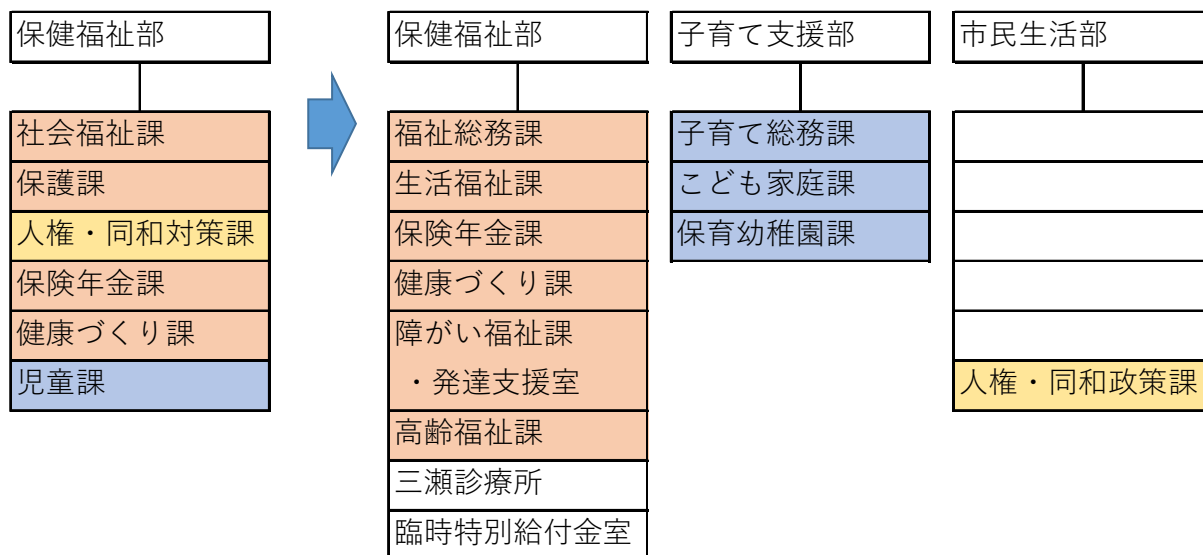 保健福祉部
社会福祉課
保護課
人権・同和対策課
保険年金課
健康づくり課
児童課
保健福祉部
福祉総務課
生活福祉課
保険年金課
健康づくり課
障がい福祉課
・発達支援室
高齢福祉課
三瀬診療所
臨時特別給付金室
子育て支援部
子育て総務課
こども家庭課
保育幼稚園課
市民生活部
人権・同和政策課